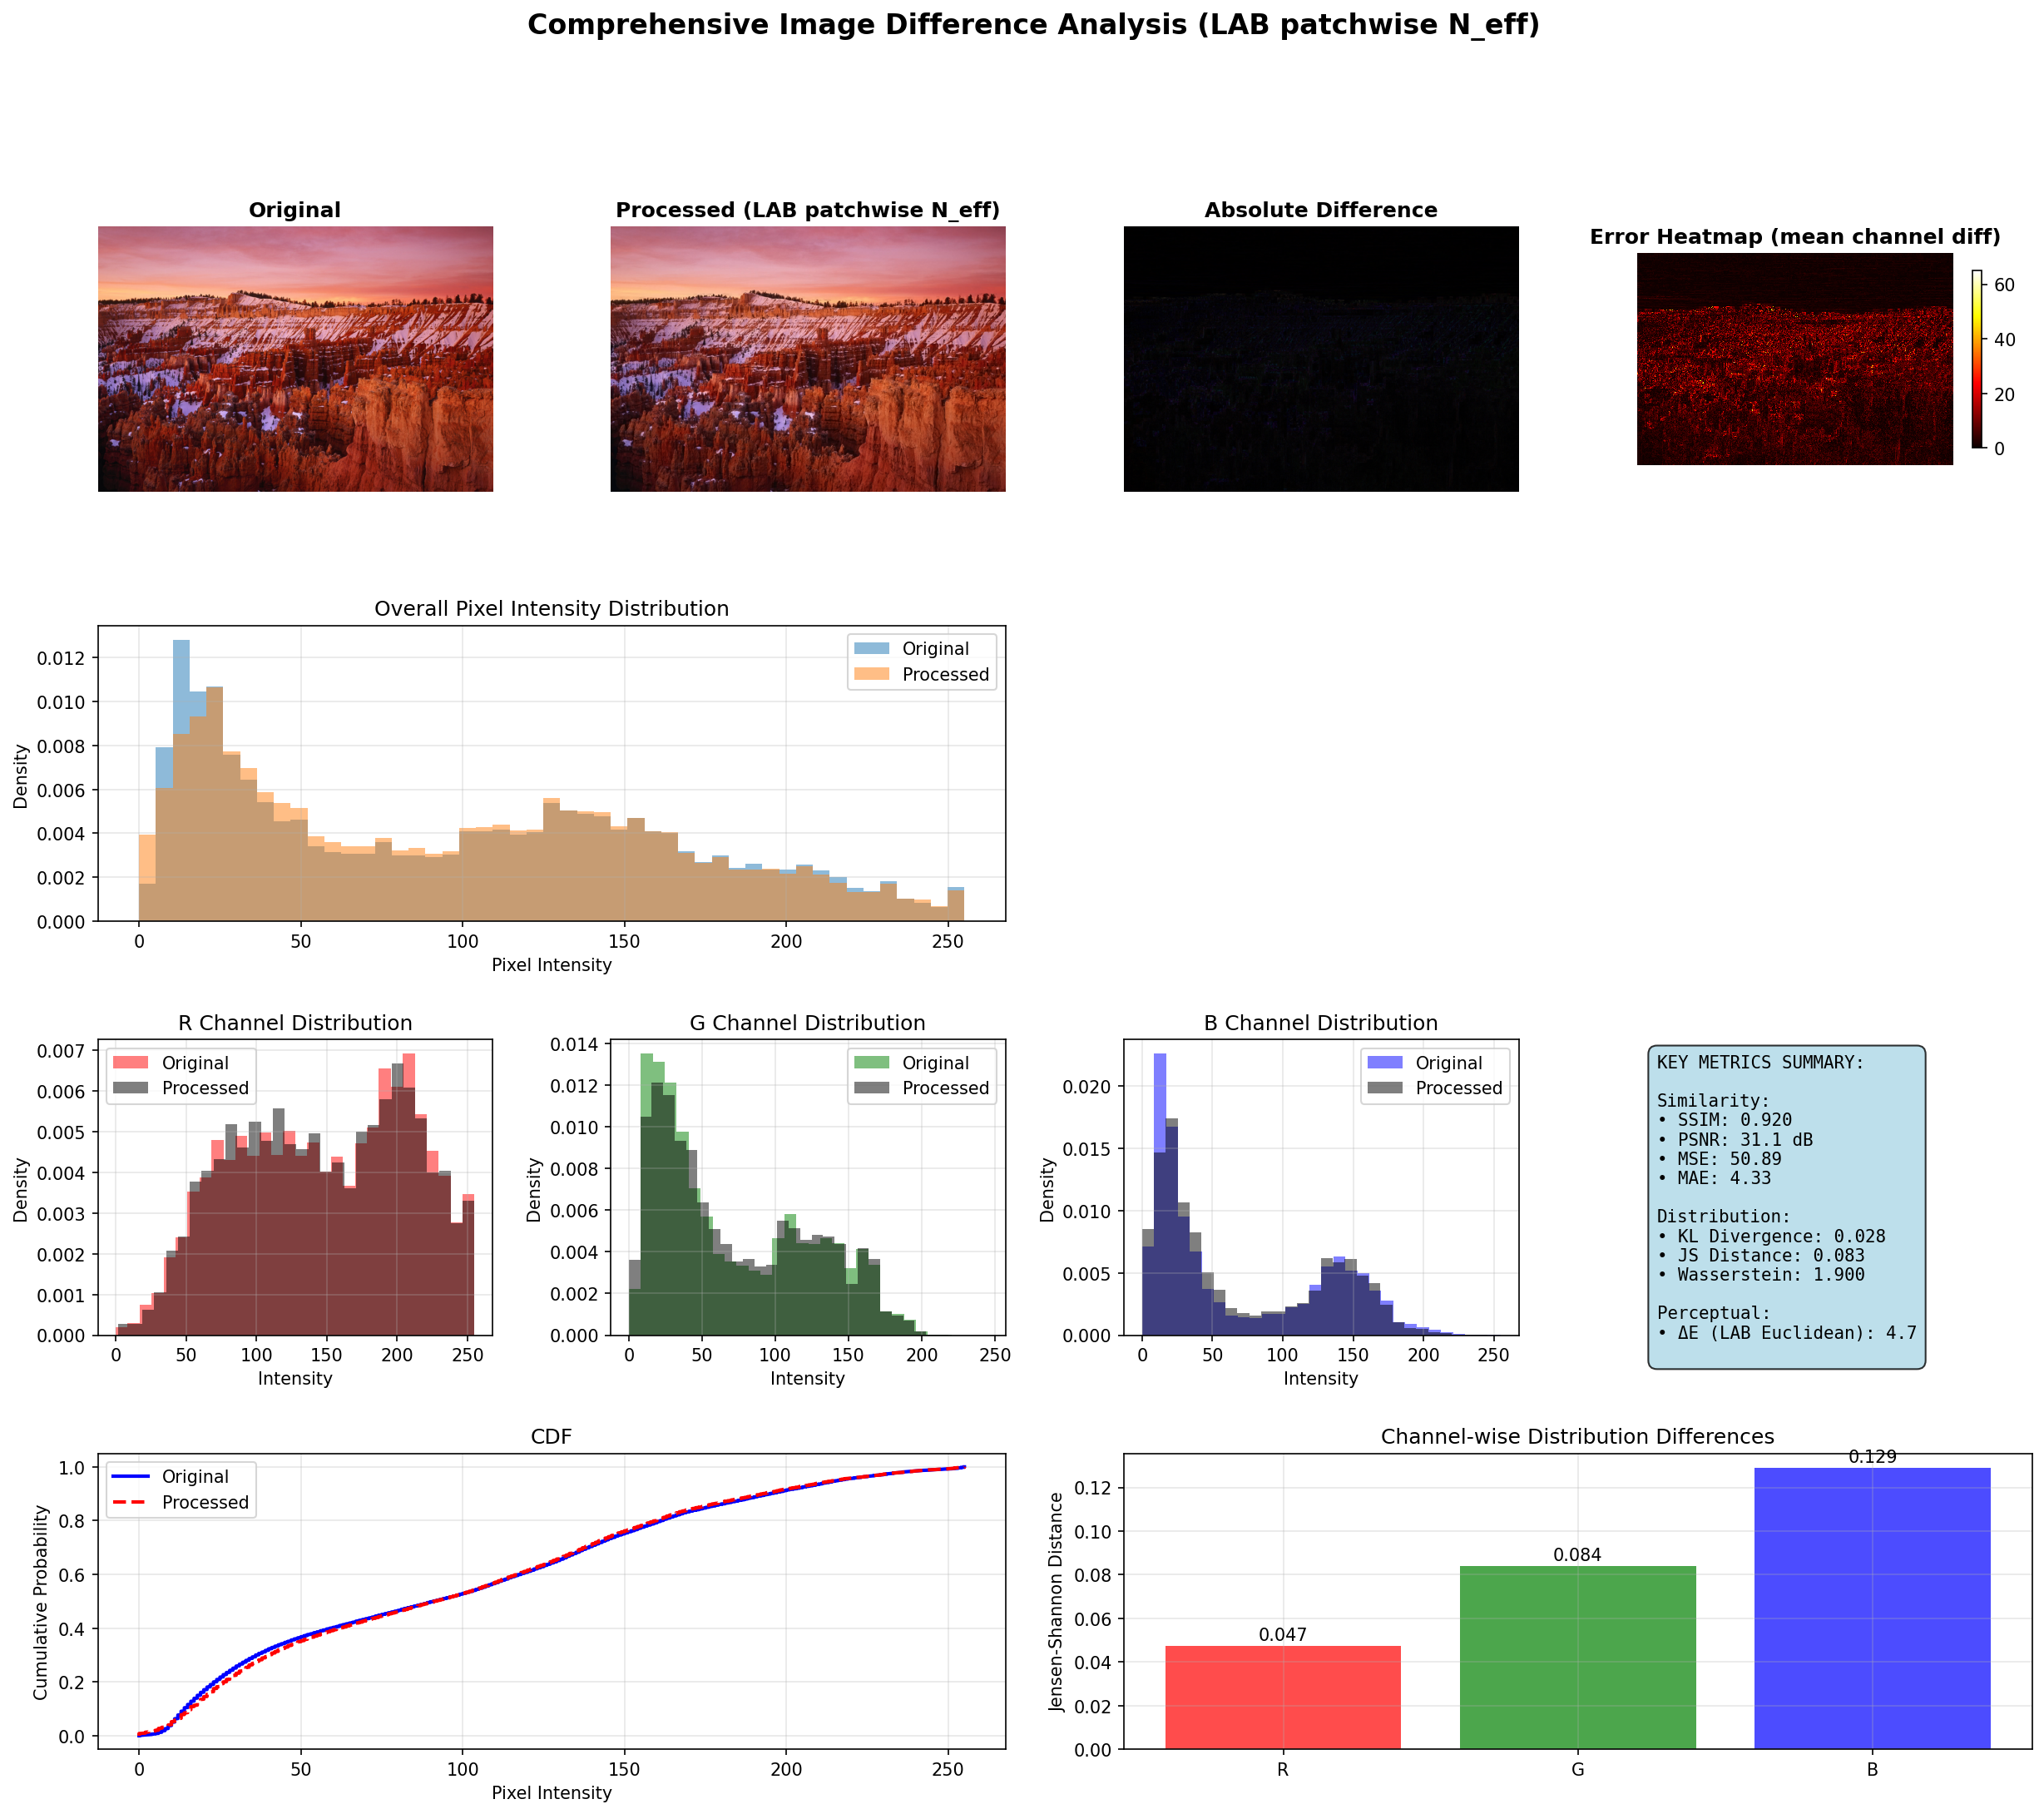 Comprehensive Image Difference Analysis (LAB patchwise N_eff)
Original
Processed (LAB patchwise N_eff)
Absolute Difference
Error Heatmap (mean channel diff)
60
40
20
0
Overall Pixel Intensity Distribution
Density
0.012
0.010
0.008
0.006
0.004
0.002
0.000
Original
Processed
0 50 100 150 200 250
Pixel Intensity
R Channel Distribution
Density
0.007
0.006
0.005
0.004
0.003
0.002
0.001
0.000
Original
Processed
0 50 100 150 200 250
Intensity
G Channel Distribution
Density
0.014
0.012
0.010
0.008
0.006
0.004
0.002
0.000
Original
Processed
0 50 100 150 200 250
Intensity
B Channel Distribution
Density
0.020
0.015
0.010
0.005
0.000
Original
Processed
0 50 100 150 200 250
Intensity
KEY METRICS SUMMARY:
Similarity:
• SSIM: 0.920
• PSNR: 31.1 dB
• MSE: 50.89
• MAE: 4.33
Distribution:
• KL Divergence: 0.028
• JS Distance: 0.083
• Wasserstein: 1.900
Perceptual:
• ΔE (LAB Euclidean): 4.7
CDF
Cumulative Probability
1.0
0.8
0.6
0.4
0.2
0.0
Original
Processed
0 50 100 150 200 250
Pixel Intensity
Channel-wise Distribution Differences
Jensen-Shannon Distance
0.12
0.10
0.08
0.06
0.04
0.02
0.00
0.047
0.084
0.129
R G B